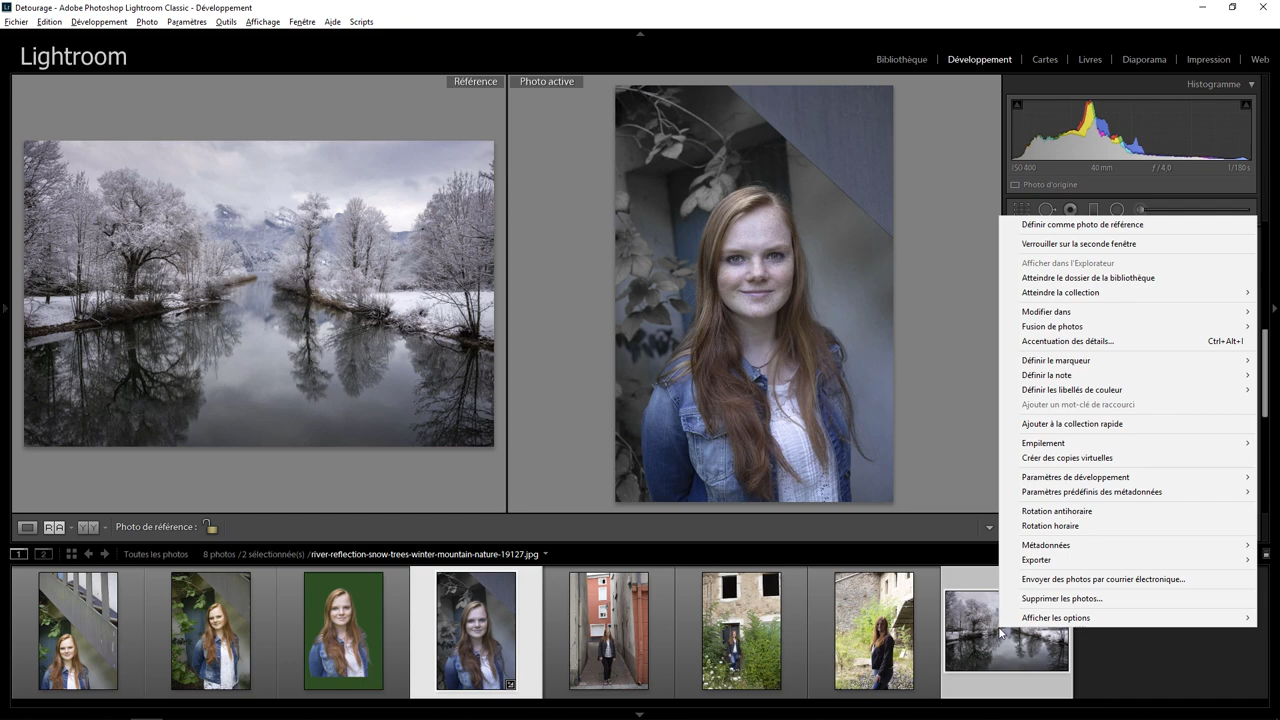 Detourage - Adobe Photoshop Lightroom Classic - Développement
Fichier Edition Développement Photo Paramètres Outils Affichage Fenêtre Aide Scripts
Lightroom
Bibliothèque Développement Cartes Livres Diaporama Impression Web
Référence
Photo active
Histogramme
ISO 400 40 mm ƒ / 4,0 1/180 s
Photo d'origine
Définir comme photo de référence
Verrouiller sur la seconde fenêtre
Afficher dans l'Explorateur
Atteindre le dossier de la bibliothèque
Atteindre la collection
Modifier dans
Fusion de photos
Accentuation des détails... Ctrl+Alt+I
Définir le marqueur
Définir la note
Définir les libellés de couleur
Ajouter un mot-clé de raccourci
Ajouter à la collection rapide
Empilement
Créer des copies virtuelles
Paramètres de développement
Paramètres prédéfinis des métadonnées
Rotation antihoraire
Rotation horaire
Métadonnées
Exporter
Envoyer des photos par courrier électronique...
Supprimer les photos...
Afficher les options
R A Y Y Photo de référence :
1 2 Toutes les photos 8 photos /2 sélectionnée(s) /river-reflection-snow-trees-winter-mountain-nature-19127.jpg